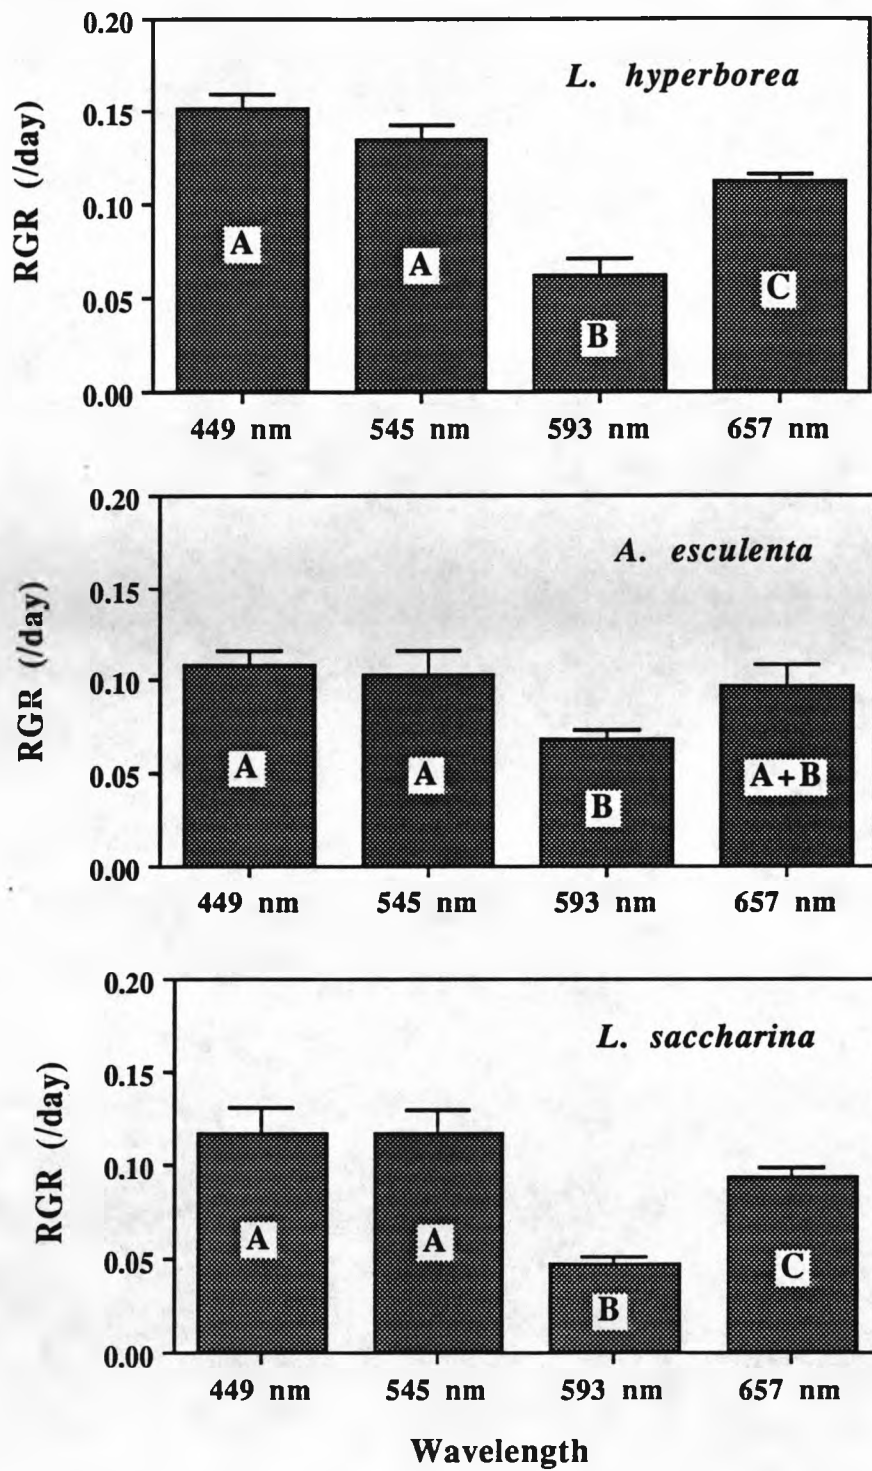 0.20
L. hyperborea
0.15
RGR (/day)
0.10
A
A
C
0.05
B
0.00
449 nm 545 nm 593 nm 657 nm
0.20
A. esculenta
0.15
RGR (/day)
0.10
A
A
A+B
0.05
B
0.00
449 nm 545 nm 593 nm 657 nm
0.20
L. saccharina
0.15
RGR (/day)
0.10
A
A
C
0.05
B
0.00
449 nm 545 nm 593 nm 657 nm
Wavelength